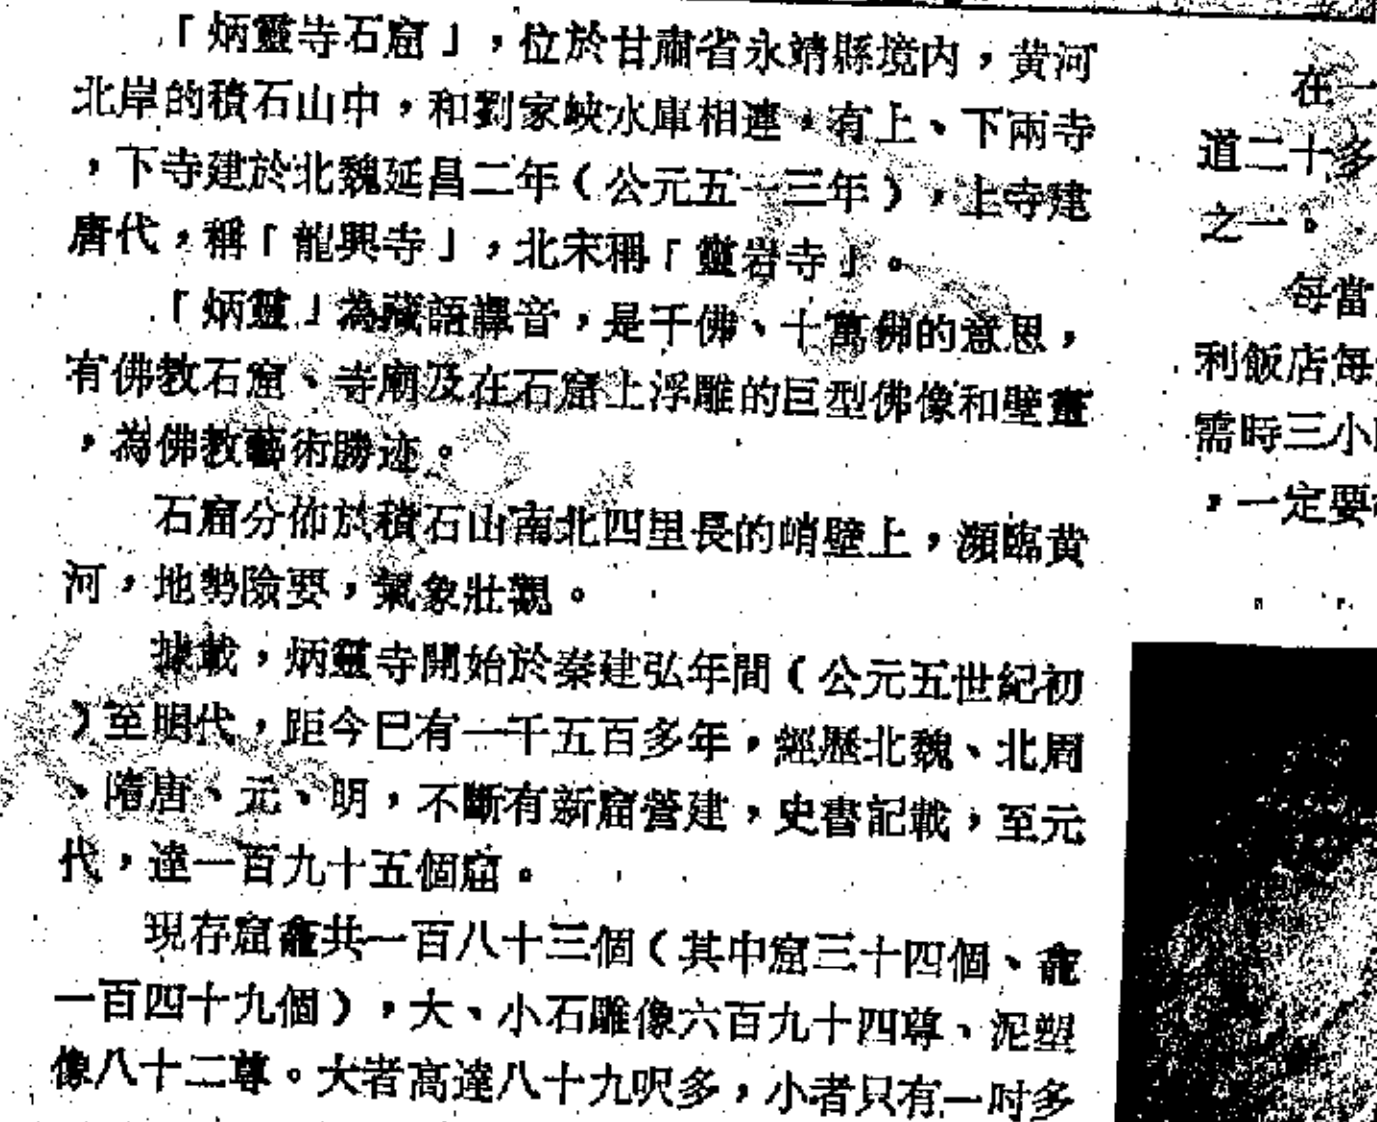 「炳靈寺石窟」，位於甘肅省永靖縣境内，黄河
北岸的積石山中，和劉家峽水庫相連，有上、下兩寺
，下寺建於北魏延昌二年（公元五一三年），上寺建
唐代，稱「龍興寺」，北宋稱「靈岩寺」。
「炳靈」為藏語譯音，是千佛、十萬佛的意思，
有佛教石窟、寺廟及在石窟上浮雕的巨型佛像和壁畫
，為佛教藝術勝迹。
石窟分佈於積石山南北四里長的峭壁上，瀕臨黄
河，地勢險要，氣象壯觀。
據載，炳靈寺開始於秦建弘年間（公元五世紀初
）至明代，距今巳有一千五百多年，經歷北魏、北周
、隋唐、元、明，不斷有新窟營建，史書記載，至元
代，達一百九十五個窟。
現存窟龕共一百八十三個（其中窟三十四個、龕
一百四十九個），大、小石雕像六百九十四尊、泥塑
像八十二尊。大者高達八十九呎多，小者只有一吋多
在一
道二十多
之一。
每當
利飯店每
需時三小
，一定要